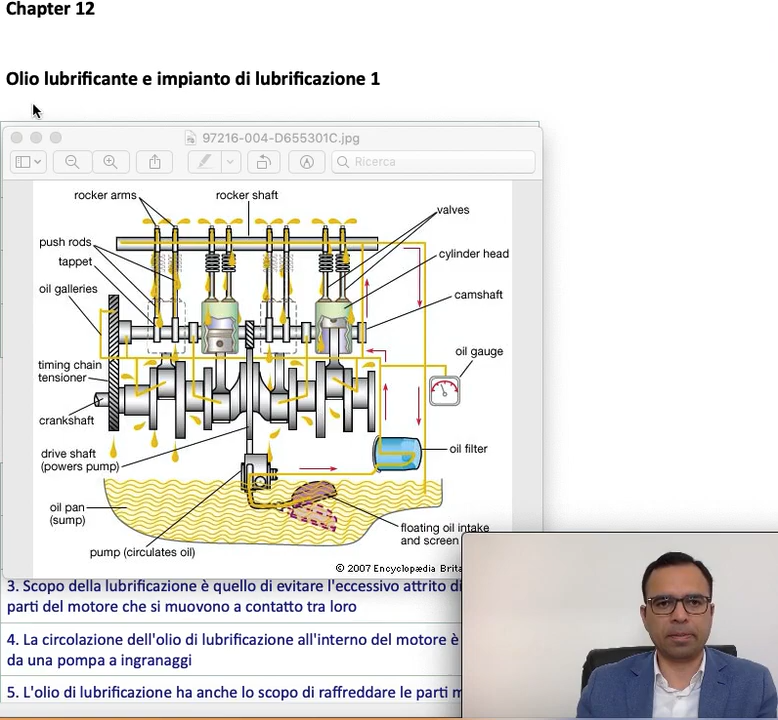 Chapter 12
Olio lubrificante e impianto di lubrificazione 1
97216-004-D655301C.jpg
Ricerca
rocker arms
rocker shaft
valves
push rods
cylinder head
tappet
oil galleries
camshaft
oil gauge
timing chain
tensioner
crankshaft
drive shaft
(powers pump)
oil filter
oil pan
(sump)
floating oil intake
and screen
pump (circulates oil)
© 2007 Encyclopædia Brita
3. Scopo della lubrificazione è quello di evitare l'eccessivo attrito di
parti del motore che si muovono a contatto tra loro
4. La circolazione dell'olio di lubrificazione all'interno del motore è
da una pompa a ingranaggi
5. L'olio di lubrificazione ha anche lo scopo di raffreddare le parti m